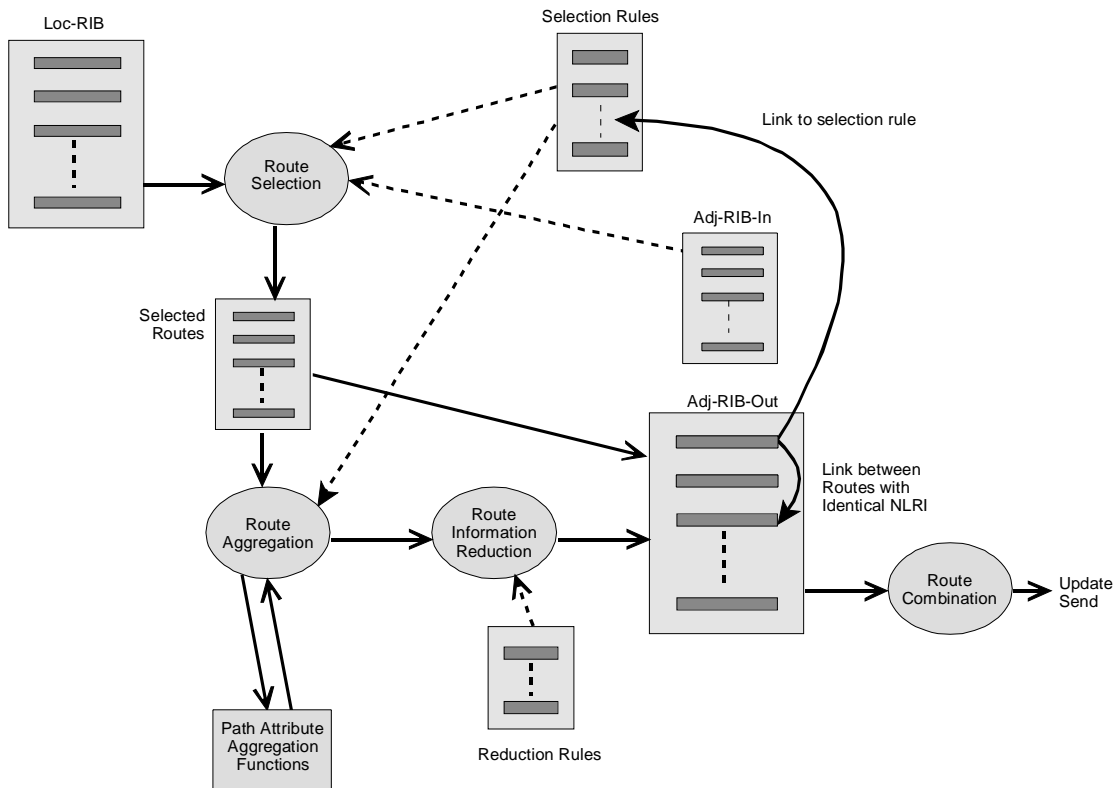 Loc-RIB
Selection Rules
Link to selection rule
Route
Selection
Adj-RIB-In
Selected
Routes
Adj-RIB-Out
Link between
Routes with
Identical NLRI
Route
Aggregation
Route
Information
Reduction
Route
Combination
Update
Send
Path Attribute
Aggregation
Functions
Reduction Rules